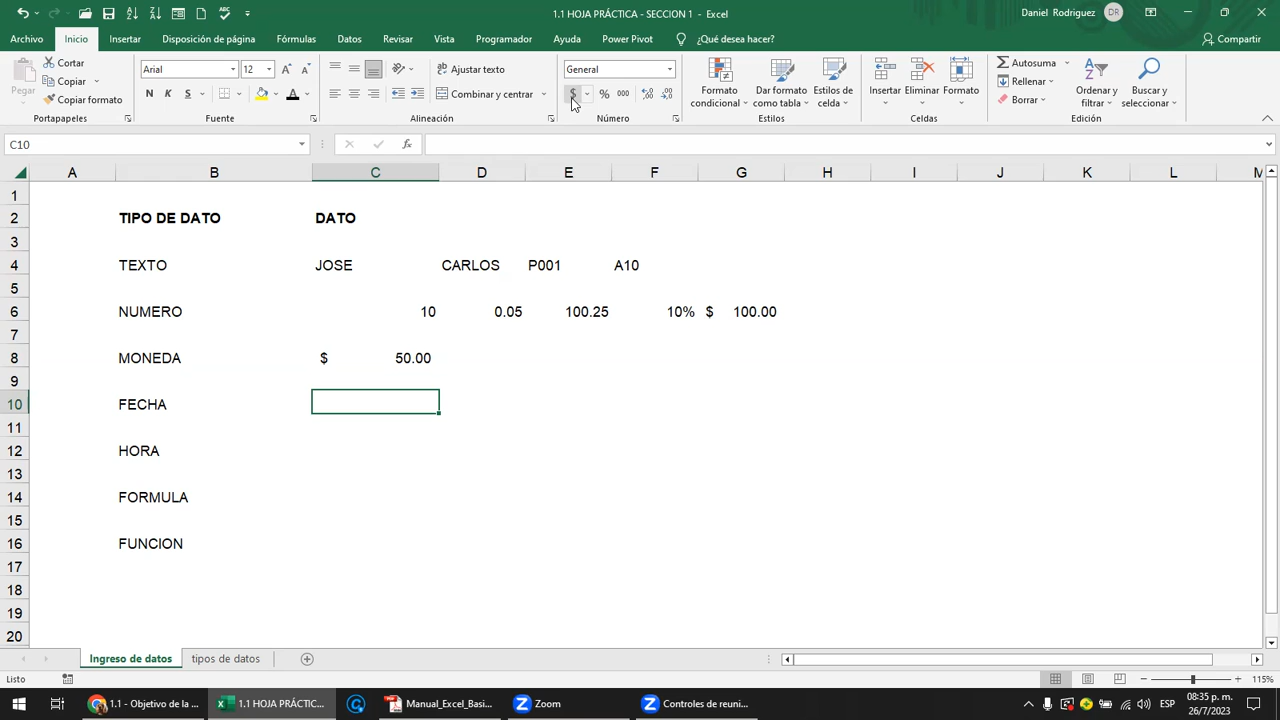 1.1 HOJA PRÁCTICA - SECCION 1 - Excel
Daniel Rodriguez DR
Archivo Inicio Insertar Disposición de página Fórmulas Datos Revisar Vista Programador Ayuda Power Pivot ¿Qué desea hacer? Compartir
Pegar
Cortar
Copiar
Copiar formato
Portapapeles
Arial 12
N K S
Fuente
Ajustar texto
Combinar y centrar
Alineación
General
$ % 000
Número
Formato condicional
Dar formato como tabla
Estilos de celda
Estilos
Insertar Eliminar Formato
Celdas
Autosuma
Rellenar
Borrar
Ordenar y filtrar
Buscar y seleccionar
Edición
C10 fx
A B C D E F G H I J K L M
1
2 TIPO DE DATO DATO
3
4 TEXTO JOSE CARLOS P001 A10
5
6 NUMERO 10 0.05 100.25 10% $ 100.00
7
8 MONEDA $ 50.00
9
10 FECHA
11
12 HORA
13
14 FORMULA
15
16 FUNCION
17
18
19
20
Ingreso de datos tipos de datos
Listo 115%
1.1 - Objetivo de la ... 1.1 HOJA PRÁCTIC... Manual_Excel_Basi... Zoom Controles de reuni...
ESP
08:35 p. m.
26/7/2023